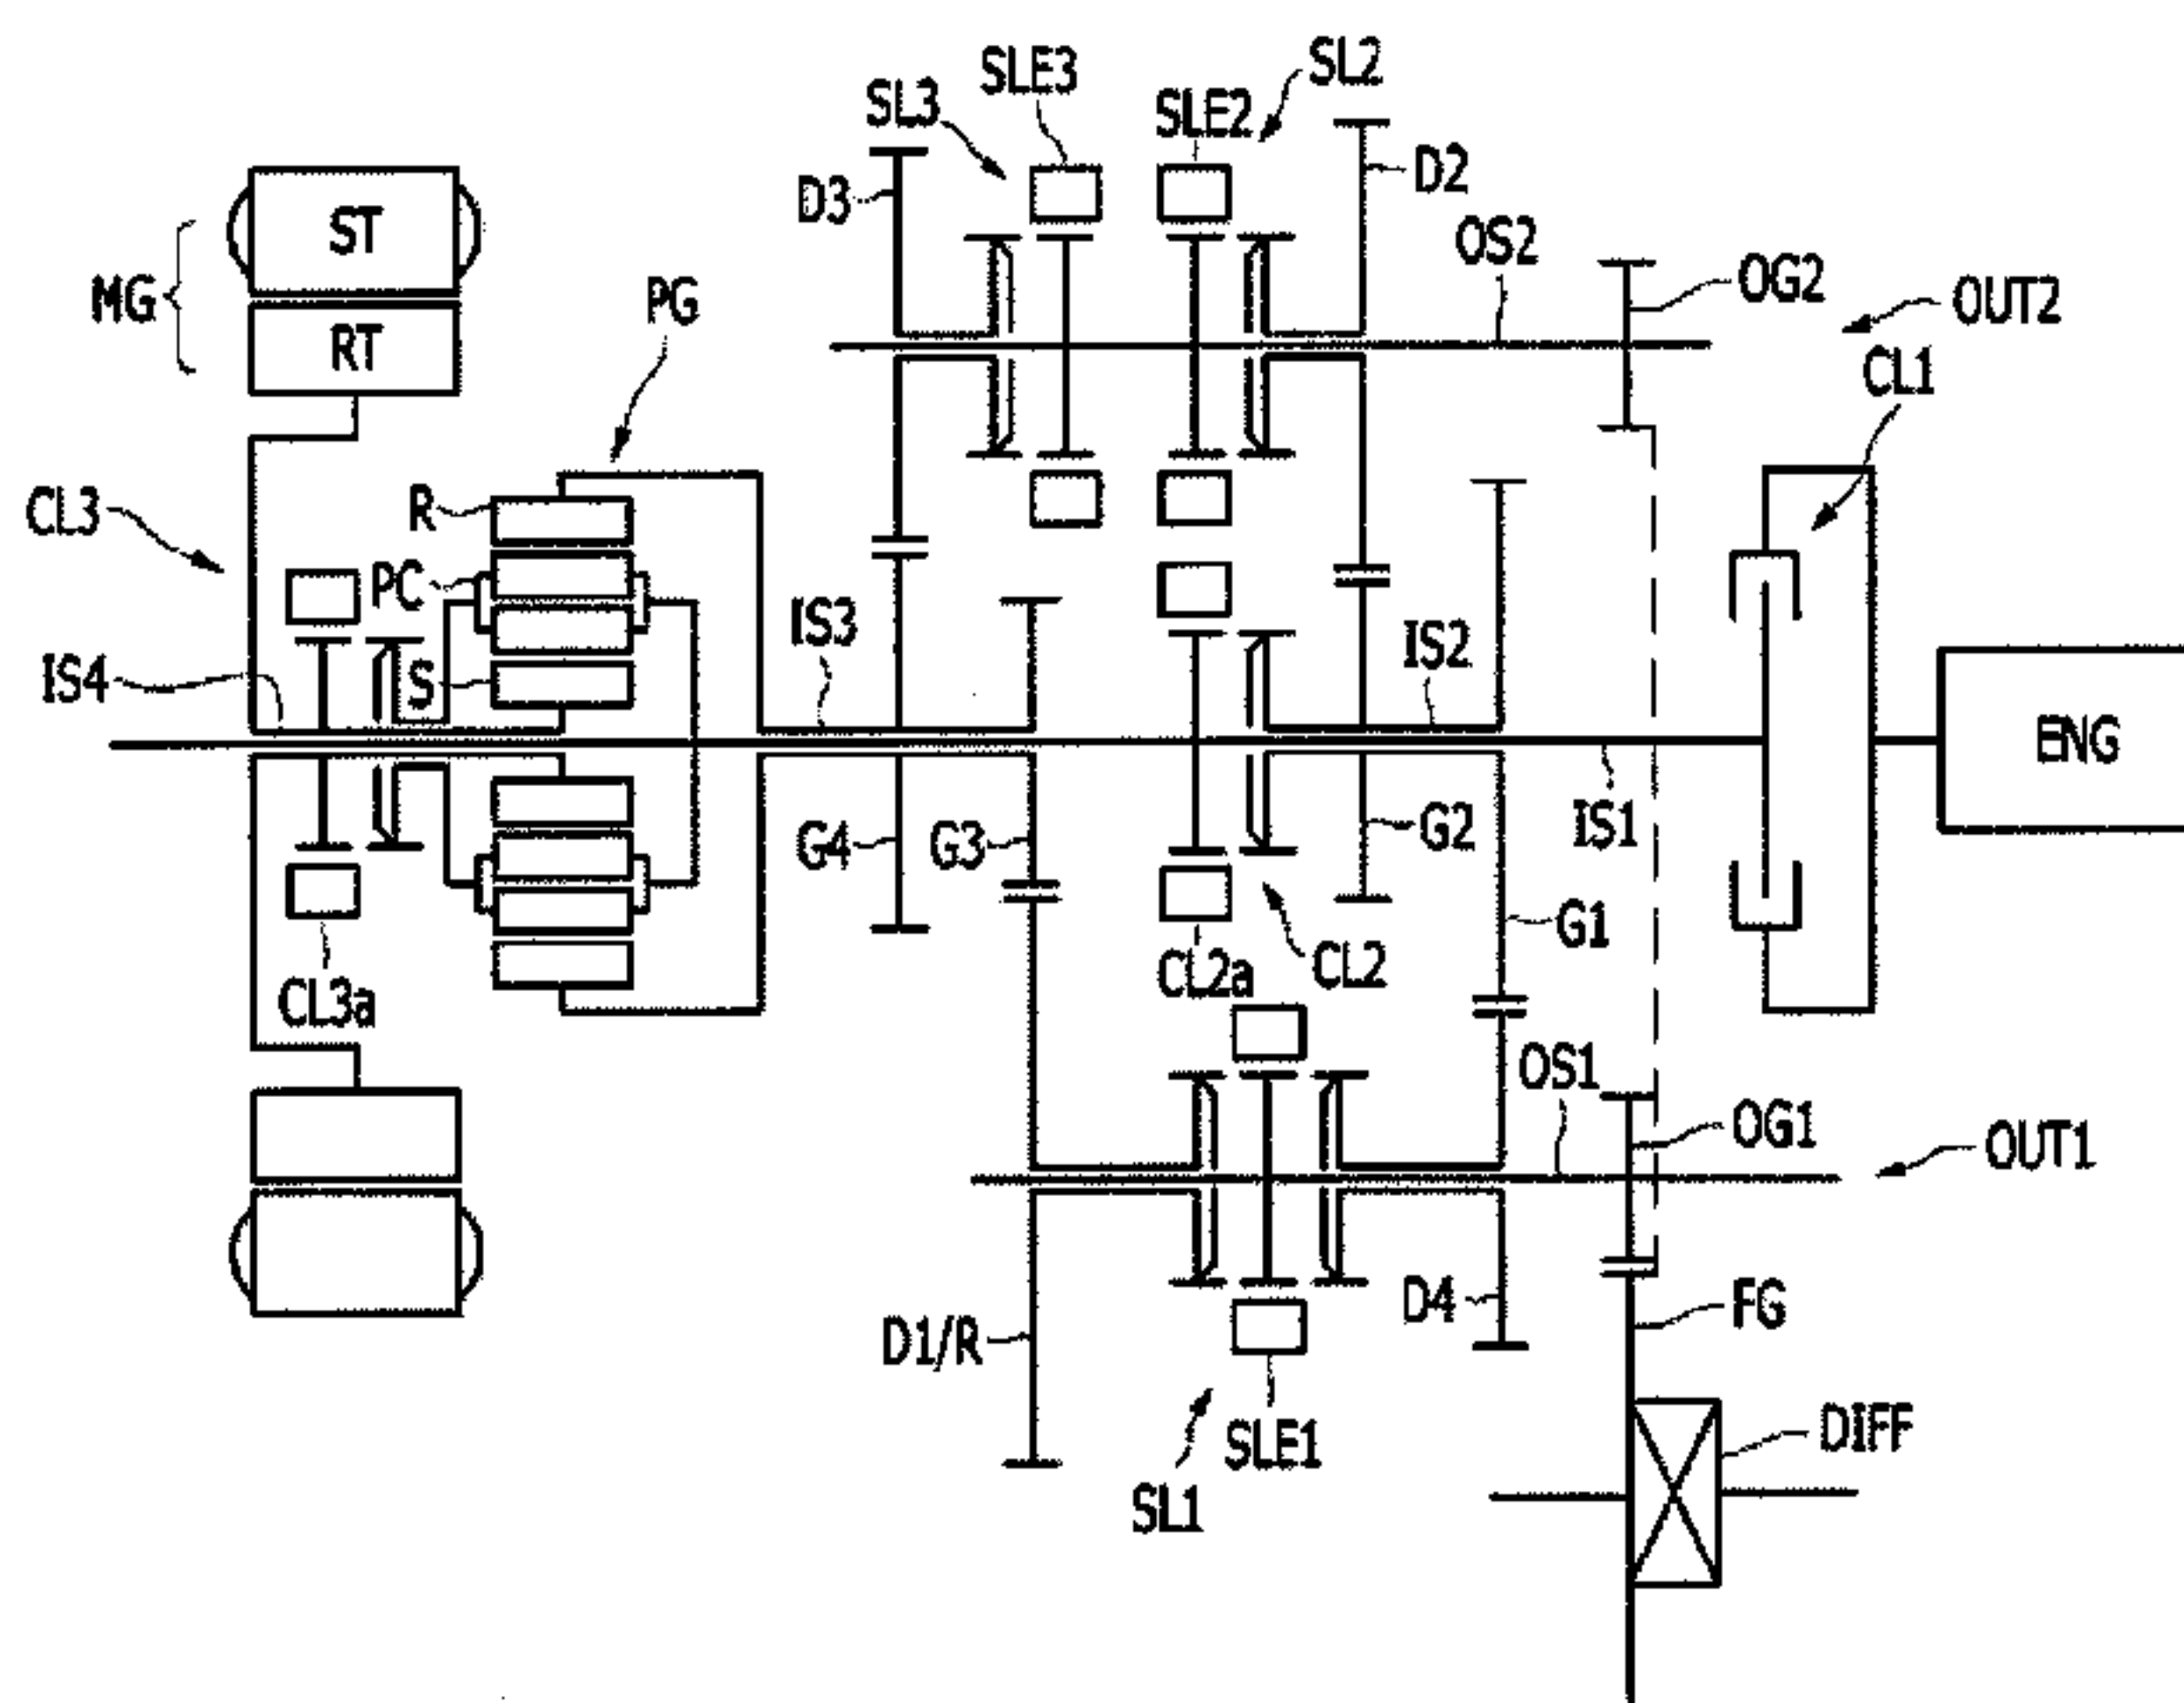 SLE3
SL2
SL3
SLE2
D3
D2
ST
OS2
MG
PG
OG2
OUT2
RT
CL1
R
CL3
PC
IS3
IS2
IS4
S
ENG
IS1
G4
G3
G2
G1
CL2a
CL2
CL3a
OS1
OG1
OUT1
D1/R
D4
FG
SLE1
DIFF
SL1